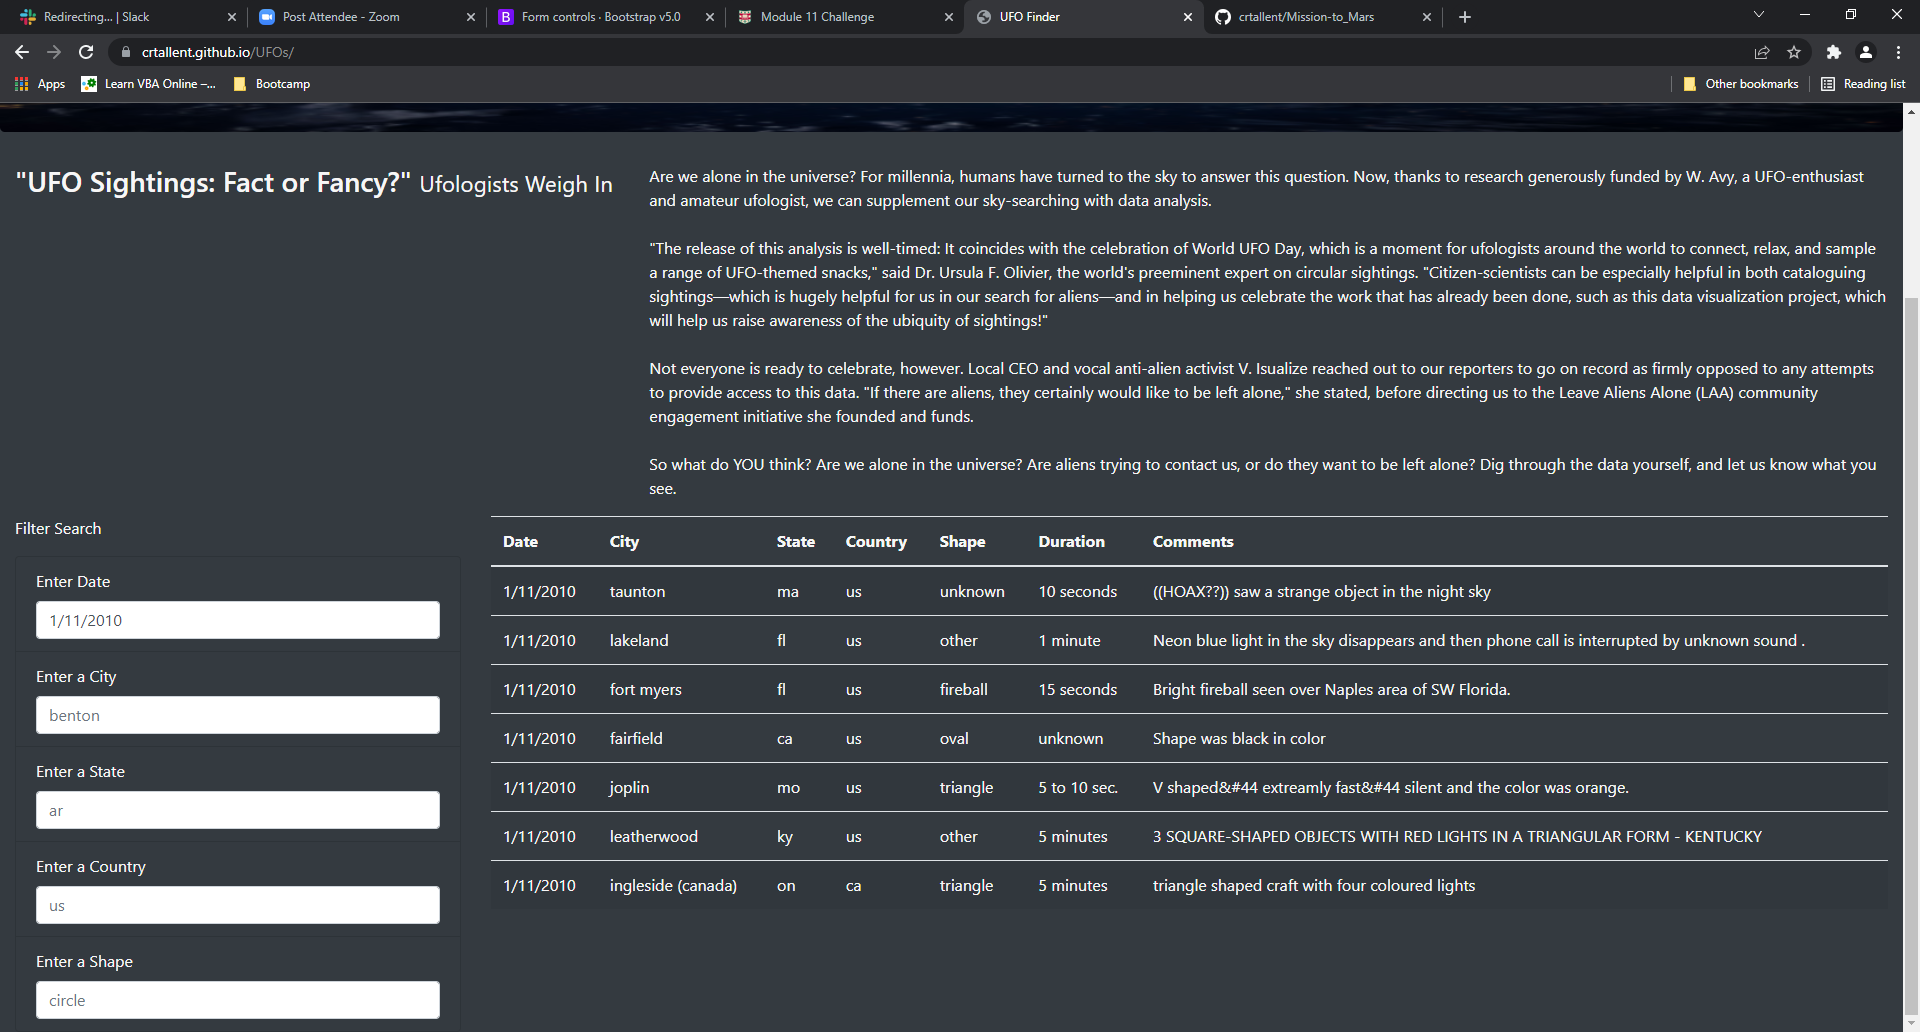 Redirecting... | Slack
Post Attendee - Zoom
Form controls · Bootstrap v5.0
Module 11 Challenge
UFO Finder
crtallent/Mission-to_Mars
crtallent.github.io/UFOs/
Apps
Learn VBA Online –...
Bootcamp
Other bookmarks
Reading list
"UFO Sightings: Fact or Fancy?" Ufologists Weigh In
Are we alone in the universe? For millennia, humans have turned to the sky to answer this question. Now, thanks to research generously funded by W. Avy, a UFO-enthusiast
and amateur ufologist, we can supplement our sky-searching with data analysis.
"The release of this analysis is well-timed: It coincides with the celebration of World UFO Day, which is a moment for ufologists around the world to connect, relax, and sample
a range of UFO-themed snacks," said Dr. Ursula F. Olivier, the world's preeminent expert on circular sightings. "Citizen-scientists can be especially helpful in both cataloguing
sightings—which is hugely helpful for us in our search for aliens—and in helping us celebrate the work that has already been done, such as this data visualization project, which
will help us raise awareness of the ubiquity of sightings!"
Not everyone is ready to celebrate, however. Local CEO and vocal anti-alien activist V. Isualize reached out to our reporters to go on record as firmly opposed to any attempts
to provide access to this data. "If there are aliens, they certainly would like to be left alone," she stated, before directing us to the Leave Aliens Alone (LAA) community
engagement initiative she founded and funds.
So what do YOU think? Are we alone in the universe? Are aliens trying to contact us, or do they want to be left alone? Dig through the data yourself, and let us know what you
see.
Filter Search
Enter Date
1/11/2010
Enter a City
benton
Enter a State
ar
Enter a Country
us
Enter a Shape
circle
Date City State Country Shape Duration Comments
1/11/2010 taunton ma us unknown 10 seconds ((HOAX??)) saw a strange object in the night sky
1/11/2010 lakeland fl us other 1 minute Neon blue light in the sky disappears and then phone call is interrupted by unknown sound .
1/11/2010 fort myers fl us fireball 15 seconds Bright fireball seen over Naples area of SW Florida.
1/11/2010 fairfield ca us oval unknown Shape was black in color
1/11/2010 joplin mo us triangle 5 to 10 sec. V shaped&#44 extreamly fast&#44 silent and the color was orange.
1/11/2010 leatherwood ky us other 5 minutes 3 SQUARE-SHAPED OBJECTS WITH RED LIGHTS IN A TRIANGULAR FORM - KENTUCKY
1/11/2010 ingleside (canada) on ca triangle 5 minutes triangle shaped craft with four coloured lights